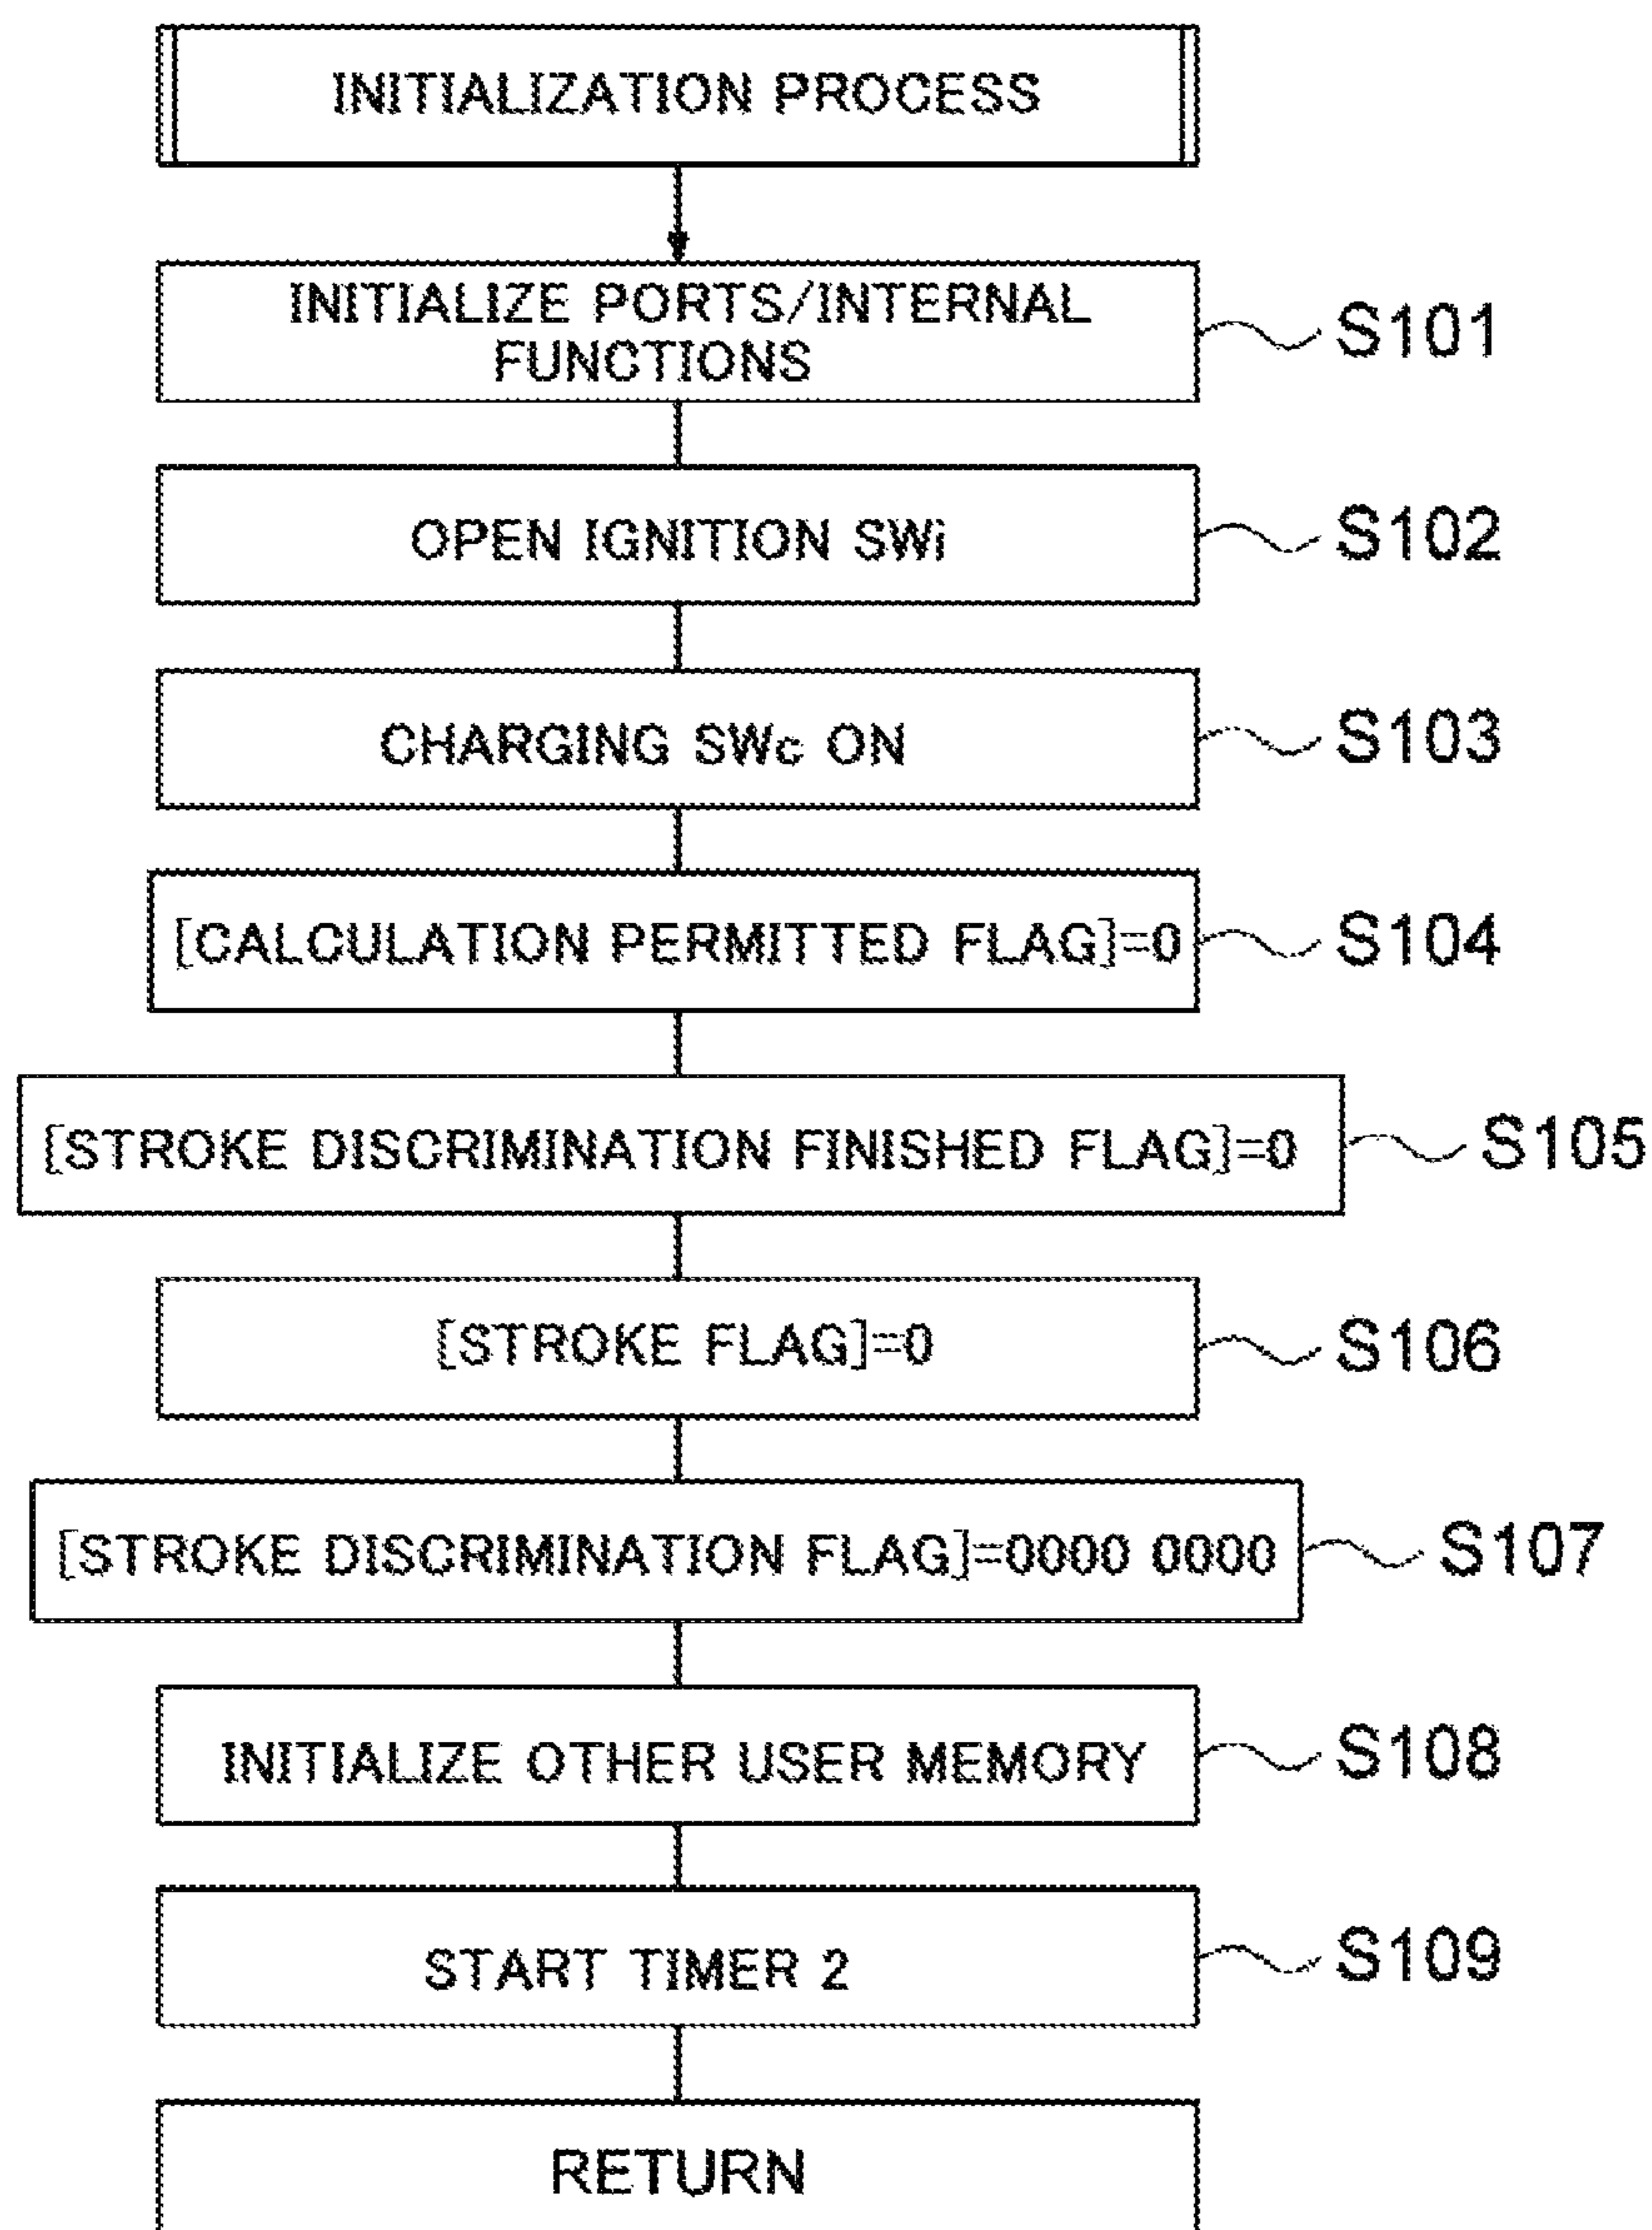 INITIALIZATION PROCESS
INITIALIZE PORTS/INTERNAL
FUNCTIONS
S101
OPEN IGNITION SWi
S102
CHARGING SWc ON
S103
[CALCULATION PERMITTED FLAG]=0
S104
[STROKE DISCRIMINATION FINISHED FLAG]=0
S105
[STROKE FLAG]=0
S106
[STROKE DISCRIMINATION FLAG]=0000 0000
S107
INITIALIZE OTHER USER MEMORY
S108
START TIMER 2
S109
RETURN